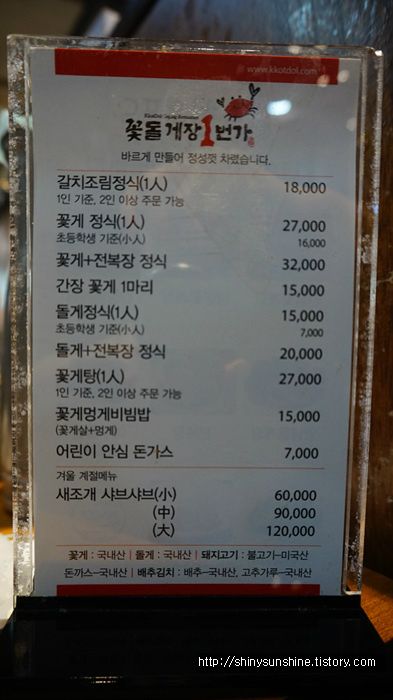 www.kkotdol.com
꽃돌게장1번가
바르게 만들어 정성껏 차렸습니다.
갈치조림정식(1人) 18,000
1인 기준, 2인 이상 주문 가능
꽃게 정식(1人) 27,000
초등학생 기준(小人) 16,000
꽃게+전복장 정식 32,000
간장 꽃게 1마리 15,000
돌게정식(1人) 15,000
초등학생 기준(小人) 7,000
돌게+전복장 정식 20,000
꽃게탕(1人) 27,000
1인 기준, 2인 이상 주문 가능
꽃게멍게비빔밥 15,000
(꽃게살+멍게)
어린이 안심 돈가스 7,000
겨울 계절메뉴
새조개 샤브샤브(小) 60,000
(中) 90,000
(大) 120,000
꽃게 : 국내산 | 돌게 : 국내산 | 돼지고기 : 불고기–미국산
돈까스–국내산 | 배추김치 : 배추–국내산, 고추가루–국내산
http://shinysunshine.tistory.com